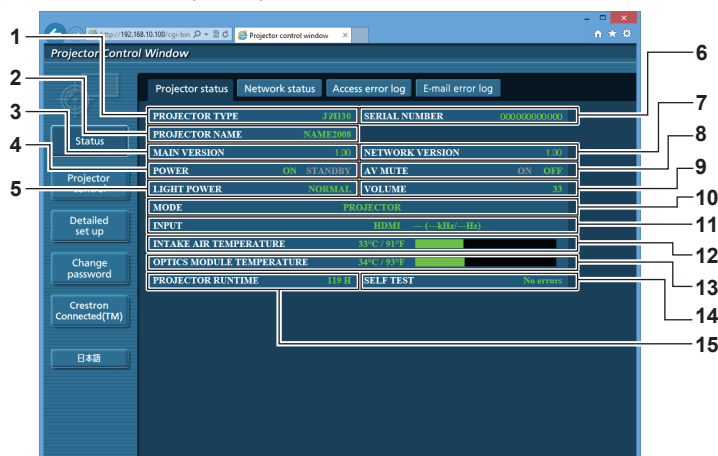 http://192.168.10.100/cgi-bin
Projector control window
Projector Control Window
1
2
3
4
5
6
7
8
9
10
11
12
13
14
15
Projector status
Network status
Access error log
E-mail error log
Status
Projector control
Detailed
set up
Change
password
Crestron
Connected(TM)
日本語
PROJECTOR TYPE
SERIAL NUMBER 000000000000
PROJECTOR NAME NAME2008
MAIN VERSION 1.00 NETWORK VERSION 1.00
POWER ON STANDBY AV MUTE ON OFF
LIGHT POWER NORMAL VOLUME 33
MODE PROJECTOR
INPUT HDMI --- (---kHz/---Hz)
INTAKE AIR TEMPERATURE 33°C / 91°F
OPTICS MODULE TEMPERATURE 34°C / 93°F
PROJECTOR RUNTIME 119 H SELF TEST No errors